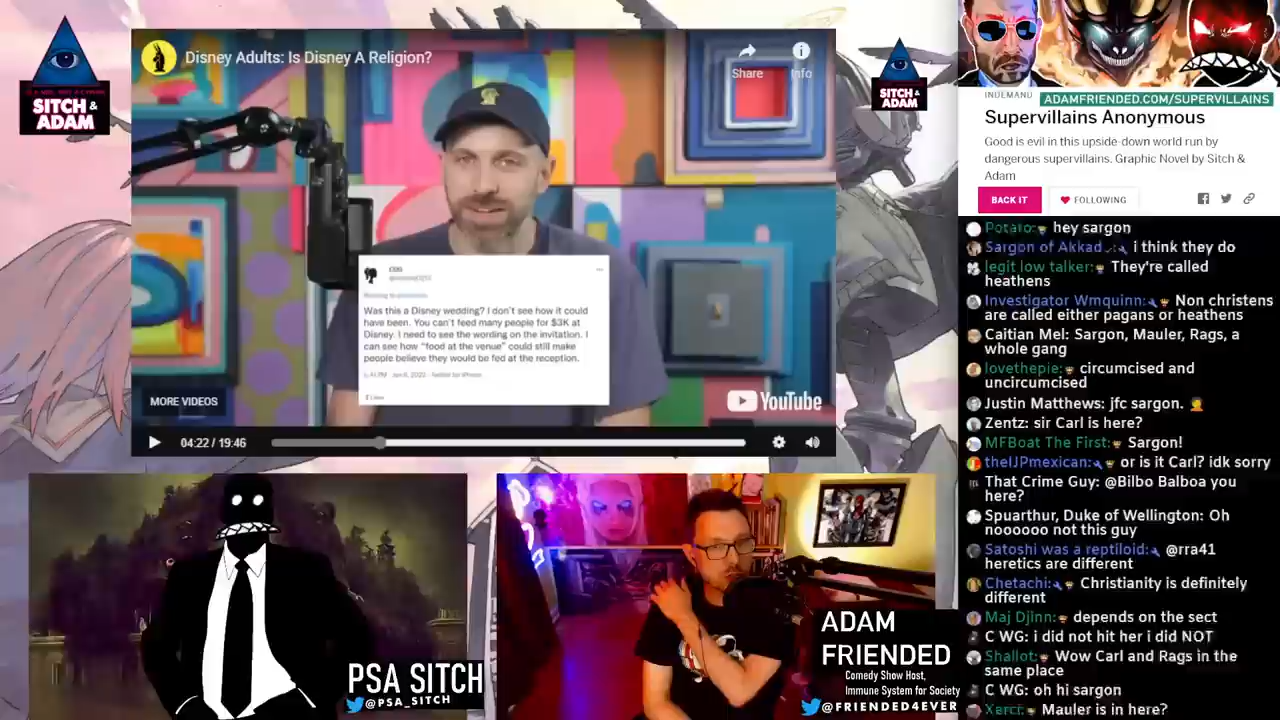 Disney Adults: Is Disney A Religion?
Share
Info
SITCH &
ADAM
SITCH &
ADAM
Was this a Disney wedding? I don't see how it could
have been. You can't feed many people for $3K at
Disney. I need to see the wording on the invitation. I
can see how "food at the venue" could still make
people believe they would be fed at the reception.
MORE VIDEOS
YouTube
04:22 / 19:46
PSA SITCH
@PSA_SITCH
ADAM
FRIENDED
Comedy Show Host,
Immune System for Society
@FRIENDED4EVER
INDEMAND
ADAMFRIENDED.COM/SUPERVILLAINS
Supervillains Anonymous
Good is evil in this upside-down world run by
dangerous supervillains. Graphic Novel by Sitch &
Adam
BACK IT
FOLLOWING
Potato: hey sargon
Sargon of Akkad: i think they do
legit low talker: They're called
heathens
Investigator Wmquinn: Non christens
are called either pagans or heathens
Caitian Mel: Sargon, Mauler, Rags, a
whole gang
lovethepie: circumcised and
uncircumcised
Justin Matthews: jfc sargon.
Zentz: sir Carl is here?
MFBoat The First: Sargon!
theIJPmexican: or is it Carl? idk sorry
That Crime Guy: @Bilbo Balboa you
here?
Spuarthur, Duke of Wellington: Oh
noooooo not this guy
Satoshi was a reptiloid: @rra41
heretics are different
Chetachi: Christianity is definitely
different
Maj Djinn: depends on the sect
C WG: i did not hit her i did NOT
Shallot: Wow Carl and Rags in the
same place
C WG: oh hi sargon
Mauler is in here?